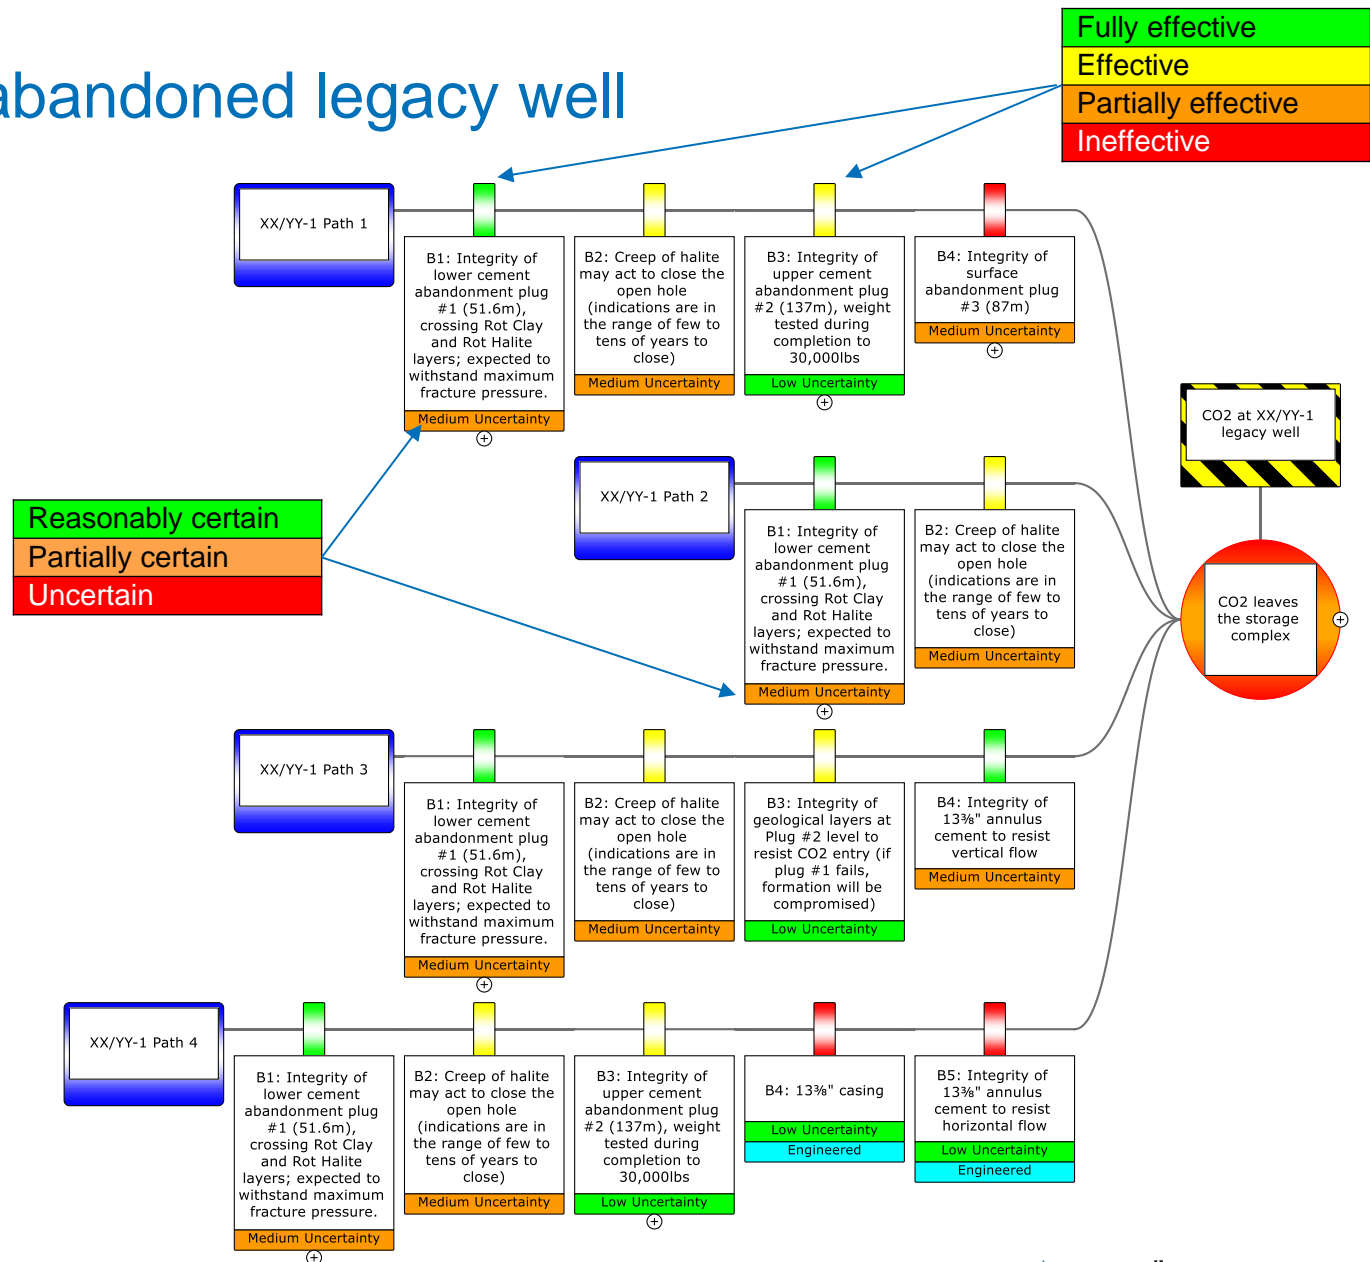 Fully effective
Effective
Partially effective
Ineffective
abandoned legacy well
XX/YY-1 Path 1
B1: Integrity of
lower cement
abandonment plug
#1 (51.6m),
crossing Rot Clay
and Rot Halite
layers; expected to
withstand maximum
fracture pressure.
Medium Uncertainty
B2: Creep of halite
may act to close the
open hole
(indications are in
the range of few to
tens of years to
close)
Medium Uncertainty
B3: Integrity of
upper cement
abandonment plug
#2 (137m), weight
tested during
completion to
30,000lbs
Low Uncertainty
B4: Integrity of
surface
abandonment plug
#3 (87m)
Medium Uncertainty
CO2 at XX/YY-1
legacy well
Reasonably certain
Partially certain
Uncertain
XX/YY-1 Path 2
B1: Integrity of
lower cement
abandonment plug
#1 (51.6m),
crossing Rot Clay
and Rot Halite
layers; expected to
withstand maximum
fracture pressure.
Medium Uncertainty
B2: Creep of halite
may act to close the
open hole
(indications are in
the range of few to
tens of years to
close)
Medium Uncertainty
CO2 leaves
the storage
complex
XX/YY-1 Path 3
B1: Integrity of
lower cement
abandonment plug
#1 (51.6m),
crossing Rot Clay
and Rot Halite
layers; expected to
withstand maximum
fracture pressure.
Medium Uncertainty
B2: Creep of halite
may act to close the
open hole
(indications are in
the range of few to
tens of years to
close)
Medium Uncertainty
B3: Integrity of
geological layers at
Plug #2 level to
resist CO2 entry (if
plug #1 fails,
formation will be
compromised)
Low Uncertainty
B4: Integrity of
13⅜" annulus
cement to resist
vertical flow
Medium Uncertainty
XX/YY-1 Path 4
B1: Integrity of
lower cement
abandonment plug
#1 (51.6m),
crossing Rot Clay
and Rot Halite
layers; expected to
withstand maximum
fracture pressure.
Medium Uncertainty
B2: Creep of halite
may act to close the
open hole
(indications are in
the range of few to
tens of years to
close)
Medium Uncertainty
B3: Integrity of
upper cement
abandonment plug
#2 (137m), weight
tested during
completion to
30,000lbs
Low Uncertainty
B4: 13⅜" casing
Low Uncertainty
Engineered
B5: Integrity of
13⅜" annulus
cement to resist
horizontal flow
Low Uncertainty
Engineered